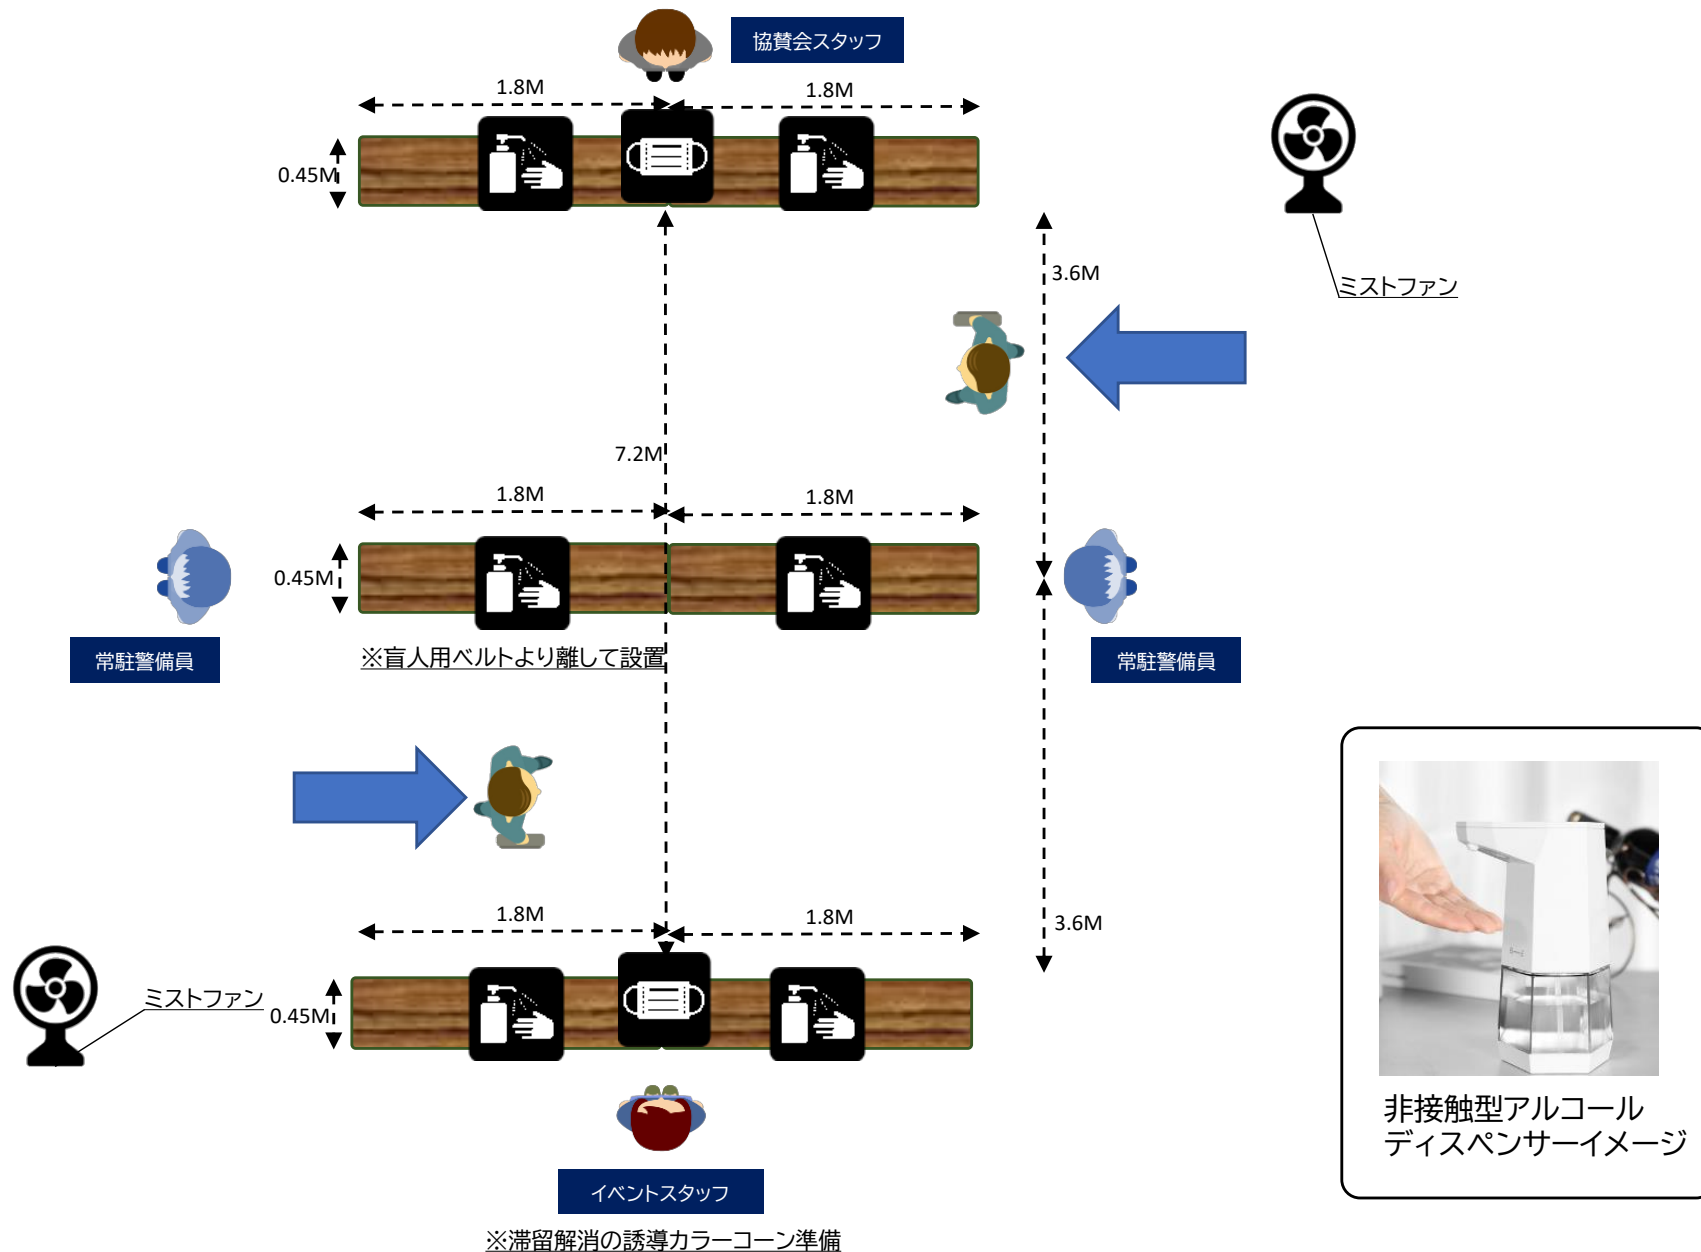 協賛会スタッフ
1.8M
1.8M
0.45M
3.6M
ミストファン
7.2M
1.8M
1.8M
0.45M
常駐警備員
※盲人用ベルトより離して設置
常駐警備員
1.8M
1.8M
3.6M
ミストファン
0.45M
非接触型アルコール
ディスペンサーイメージ
イベントスタッフ
※滞留解消の誘導カラーコーン準備